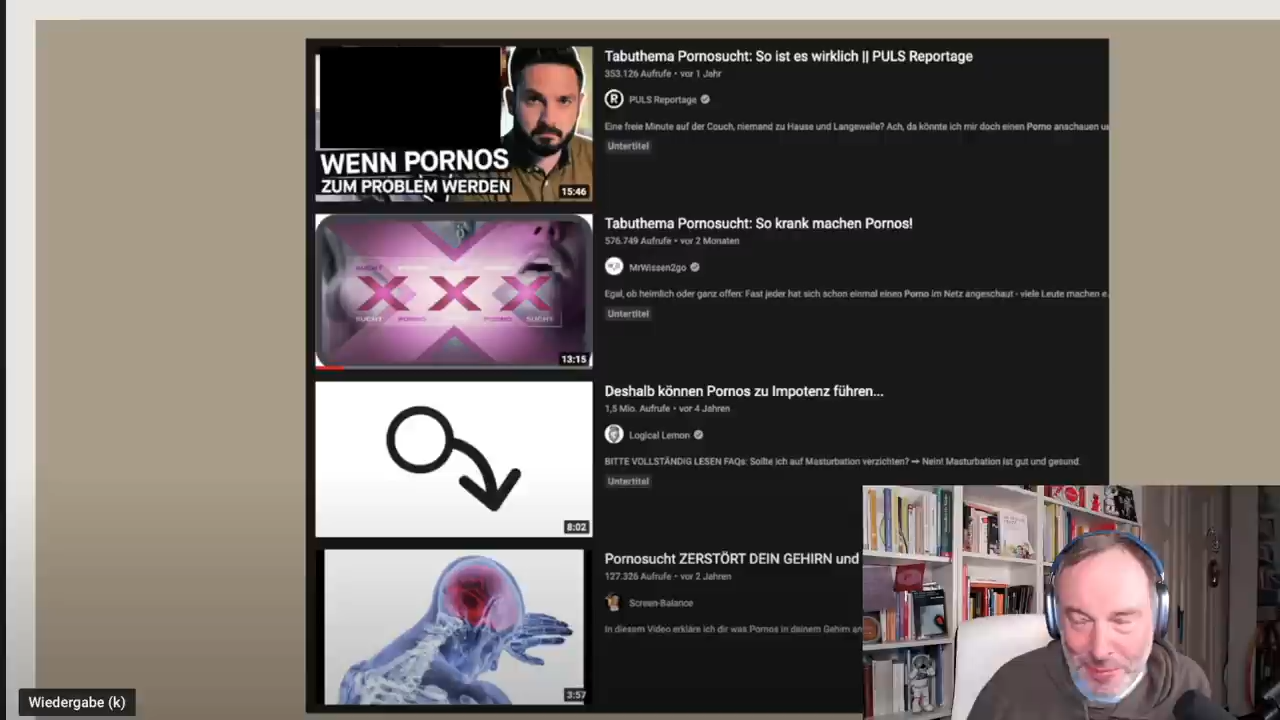 Tabuthema Pornosucht: So ist es wirklich || PULS Reportage
353.126 Aufrufe • vor 1 Jahr
R PULS Reportage
Eine freie Minute auf der Couch, niemand zu Hause und Langeweile? Ach, da könnte ich mir doch einen Porno anschauen u
Untertitel
WENN PORNOS
ZUM PROBLEM WERDEN
15:46
Tabuthema Pornosucht: So krank machen Pornos!
576.749 Aufrufe • vor 2 Monaten
MrWissen2go
Egal, ob heimlich oder ganz offen: Fast jeder hat sich schon einmal einen Porno im Netz angeschaut - viele Leute machen e
Untertitel
SUCHT
XXX
SUCHT PORNO PORNO SUCHT
13:15
Deshalb können Pornos zu Impotenz führen...
1,5 Mio. Aufrufe • vor 4 Jahren
Logical Lemon
BITTE VOLLSTÄNDIG LESEN FAQs: Sollte ich auf Masturbation verzichten? ➞ Nein! Masturbation ist gut und gesund.
Untertitel
8:02
Pornosucht ZERSTÖRT DEIN GEHIRN und
127.326 Aufrufe • vor 2 Jahren
Screen-Balance
In diesem Video erkläre ich dir was Pornos in deinem Gehirn an
3:57
Wiedergabe (k)